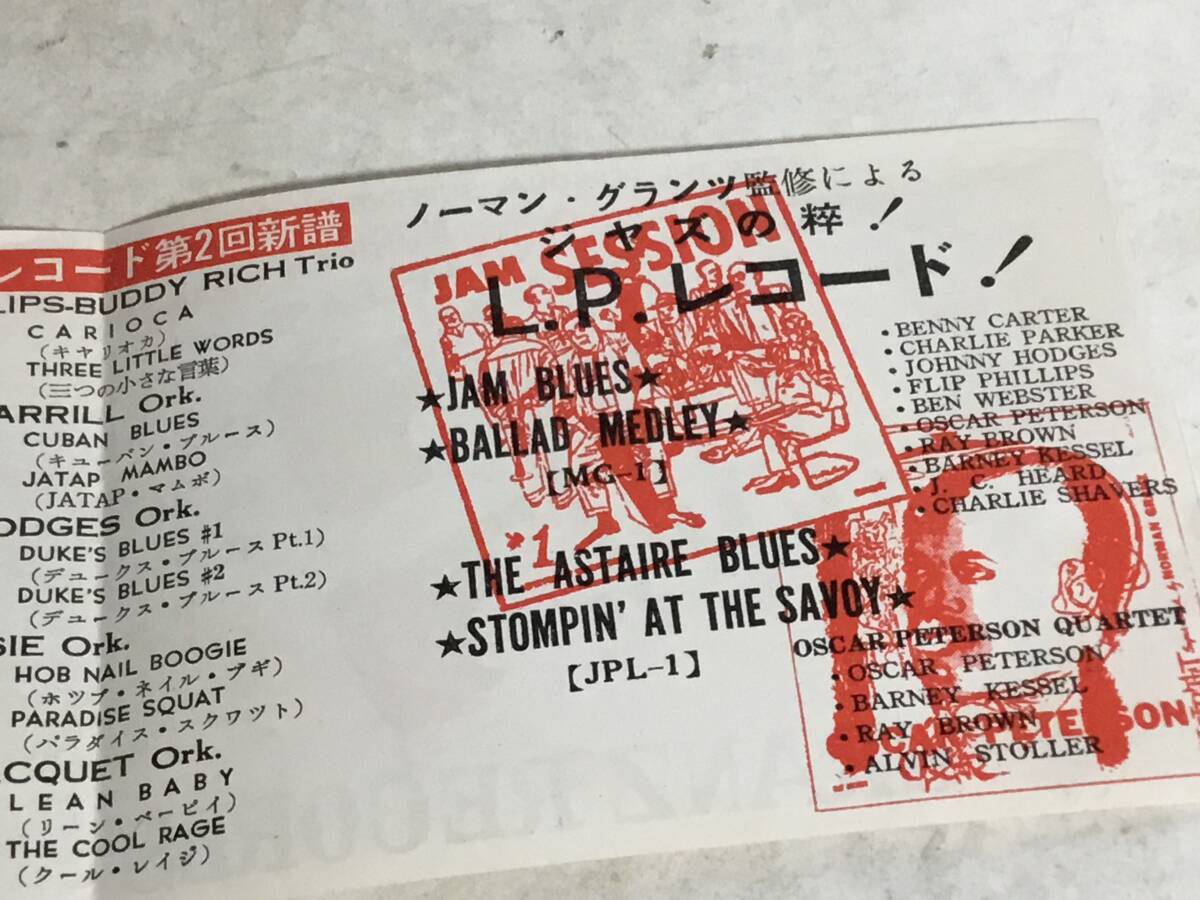 レコード第2回新譜
LIPS-BUDDY RICH Trio
CARIOCA
(キャリオカ)
THREE LITTLE WORDS
(三つの小さな言葉)
ARRILL Ork.
CUBAN BLUES
(キューバン・ブルース)
JATAP MAMBO
(JATAP・マムボ)
ODGES Ork.
DUKE'S BLUES #1
(デュークス・ブルース Pt.1)
DUKE'S BLUES #2
(デュークス・ブルース Pt.2)
SIE Ork.
HOB NAIL BOOGIE
(ホップ・ネイル・ブギ)
PARADISE SQUAT
(パラダイス・スクワット)
CQUET Ork.
LEAN BABY
(リーン・ベーピイ)
THE COOL RAGE
(クール・レイジ)
ノーマン・グランツ監修による
ジャズの粋!
L.P.レコード!
JAM SESSION
★JAM BLUES★
★BALLAD MEDLEY★
【MG-1】
#1
・BENNY CARTER
・CHARLIE PARKER
・JOHNNY HODGES
・FLIP PHILLIPS
・BEN WEBSTER
・OSCAR PETERSON
・RAY BROWN
・BARNEY KESSEL
・J. C. HEARD
・CHARLIE SHAVERS
★THE ASTAIRE BLUES★
★STOMPIN' AT THE SAVOY★
【JPL-1】
OSCAR PETERSON QUARTET
・OSCAR PETERSON
・BARNEY KESSEL
・RAY BROWN
・ALVIN STOLLER
OSCAR PETERSON